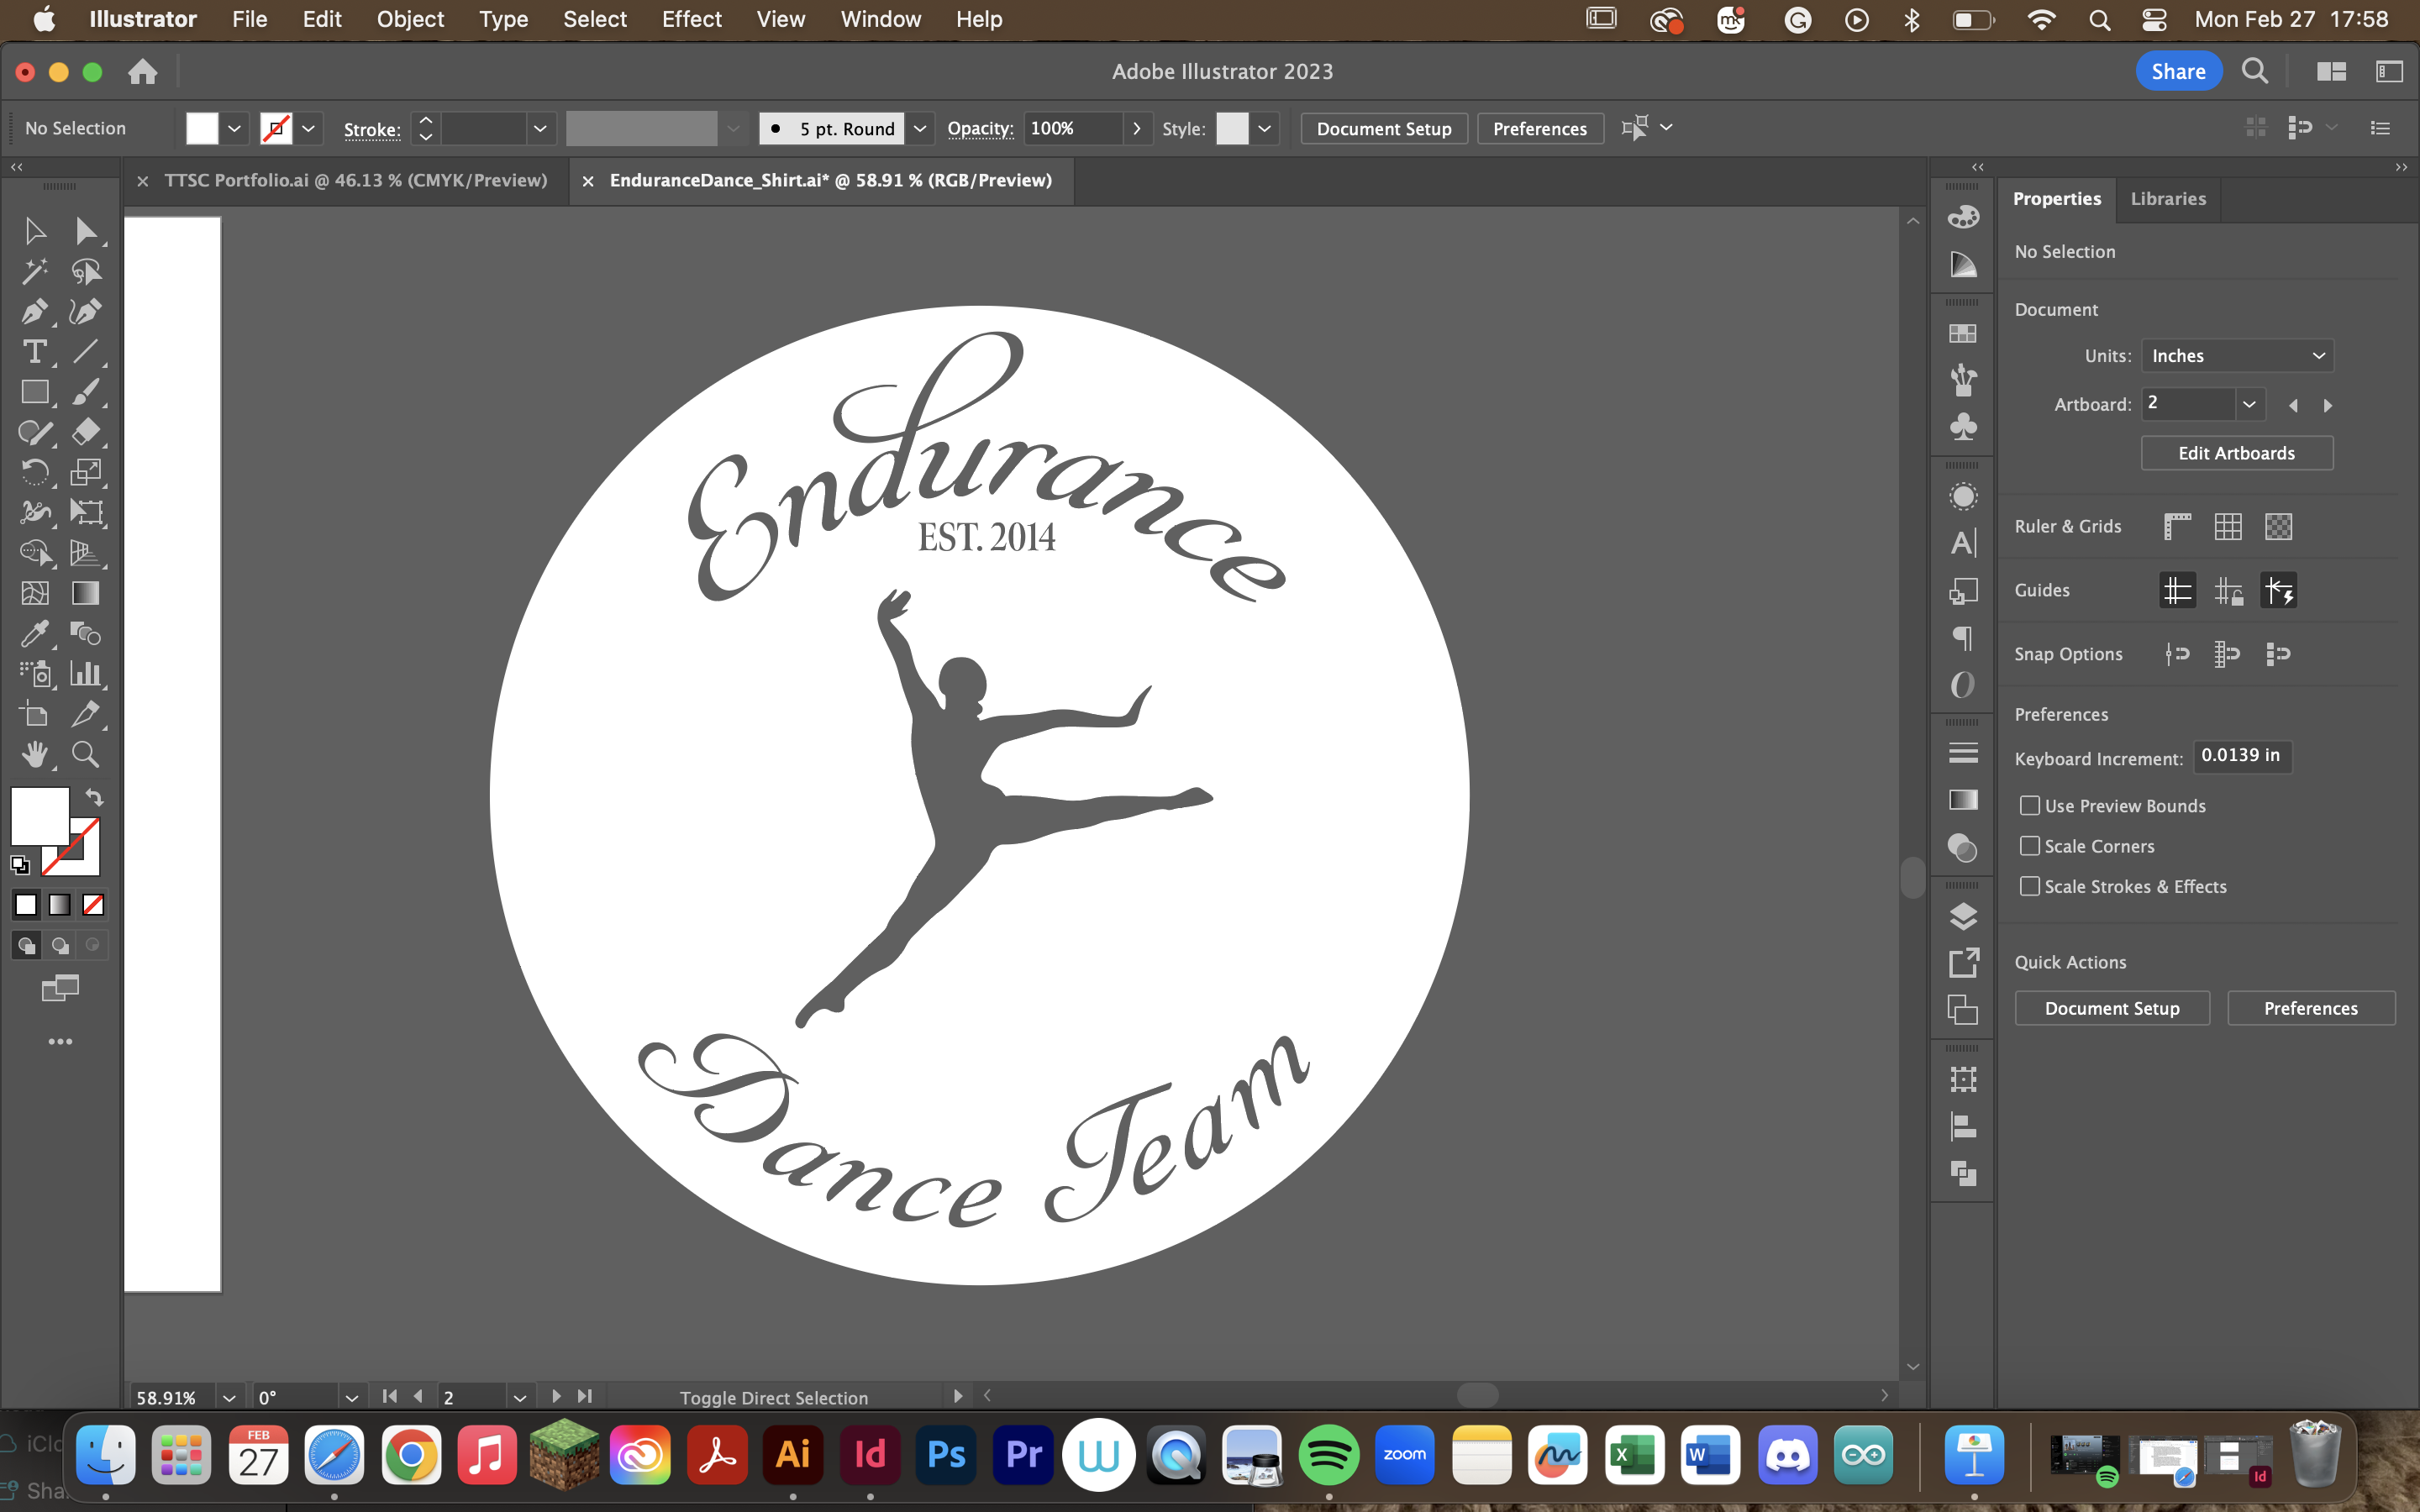 Illustrator File Edit Object Type Select Effect View Window Help
Mon Feb 27 17:58
Adobe Illustrator 2023
Share
No Selection
Stroke:
5 pt. Round
Opacity: 100%
Style:
Document Setup
Preferences
TTSC Portfolio.ai @ 46.13 % (CMYK/Preview)
EnduranceDance_Shirt.ai* @ 58.91 % (RGB/Preview)
Endurance
EST. 2014
Dance Team
Properties Libraries
No Selection
Document
Units: Inches
Artboard: 2
Edit Artboards
Ruler & Grids
Guides
Snap Options
Preferences
Keyboard Increment: 0.0139 in
Use Preview Bounds
Scale Corners
Scale Strokes & Effects
Quick Actions
Document Setup
Preferences
58.91% 0° 2 Toggle Direct Selection
iClo
Sha
FEB
27
Ai
Id
Ps
Pr
zoom
X
W
Id